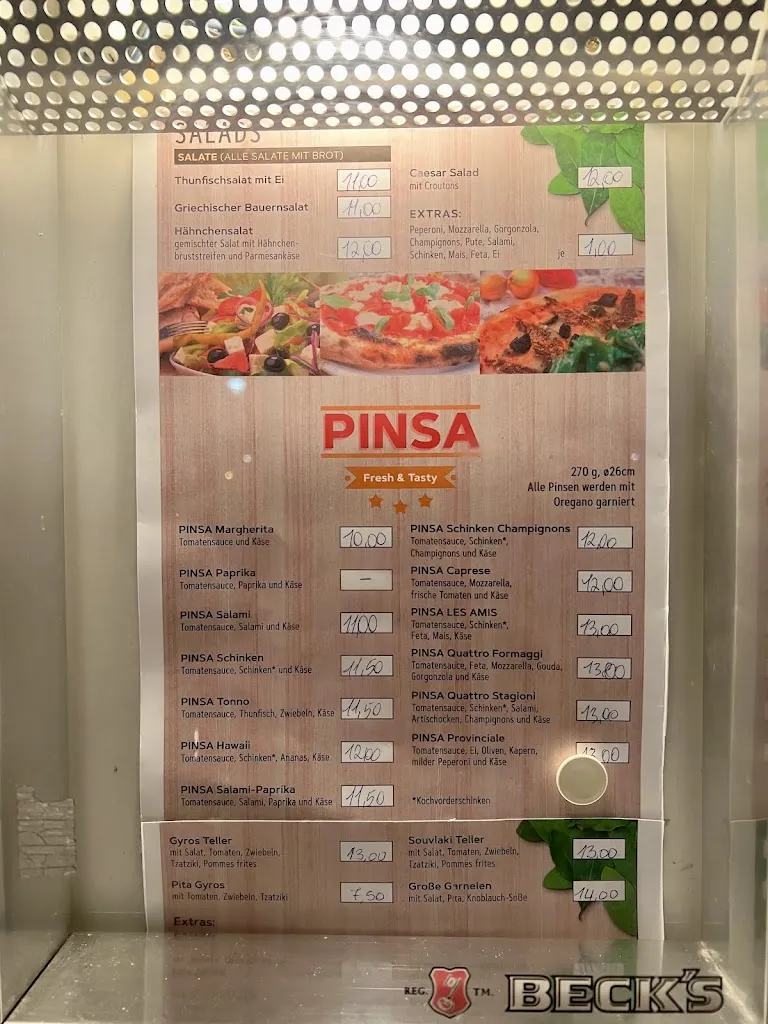 SALADS
SALATE (ALLE SALATE MIT BROT)
Thunfischsalat mit Ei 11,00
Griechischer Bauernsalat 11,00
Hähnchensalat
gemischter Salat mit Hähnchen-
bruststreifen und Parmesankäse 12,00
Caesar Salad
mit Croutons 12,00
EXTRAS:
Peperoni, Mozzarella, Gorgonzola,
Champignons, Pute, Salami,
Schinken, Mais, Feta, Ei je 1,00
PINSA
Fresh & Tasty
270 g, ø26cm
Alle Pinsen werden mit
Oregano garniert
PINSA Margherita
Tomatensauce und Käse 10,00
PINSA Paprika
Tomatensauce, Paprika und Käse –
PINSA Salami
Tomatensauce, Salami und Käse 11,00
PINSA Schinken
Tomatensauce, Schinken* und Käse 11,50
PINSA Tonno
Tomatensauce, Thunfisch, Zwiebeln, Käse 11,50
PINSA Hawaii
Tomatensauce, Schinken*, Ananas, Käse 12,00
PINSA Salami-Paprika
Tomatensauce, Salami, Paprika und Käse 11,50
PINSA Schinken Champignons
Tomatensauce, Schinken*,
Champignons und Käse 12,00
PINSA Caprese
Tomatensauce, Mozzarella,
frische Tomaten und Käse 12,00
PINSA LES AMIS
Tomatensauce, Schinken*,
Feta, Mais, Käse 13,00
PINSA Quattro Formaggi
Tomatensauce, Feta, Mozzarella, Gouda,
Gorgonzola und Käse 13,00
PINSA Quattro Stagioni
Tomatensauce, Schinken*, Salami,
Artischocken, Champignons und Käse 13,00
PINSA Provinciale
Tomatensauce, Ei, Oliven, Kapern,
milder Peperoni und Käse 13,00
*Kochvorderschinken
Gyros Teller
mit Salat, Tomaten, Zwiebeln,
Tzatziki, Pommes frites 13,00
Pita Gyros
mit Tomaten, Zwiebeln, Tzatziki 7,50
Extras:
Souvlaki Teller
mit Salat, Tomaten, Zwiebeln,
Tzatziki, Pommes frites 13,00
Große Garnelen
mit Salat, Pita, Knoblauch-Soße 14,00
REG. TM. BECK'S